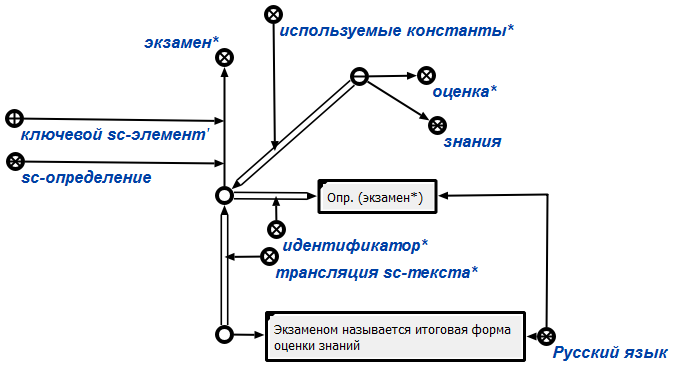 используемые константы*
экзамен*
оценка*
ключевой sc-элемент'
знания
sc-определение
Опр. (экзамен*)
идентификатор*
трансляция sc-текста*
Экзаменом называется итоговая форма
оценки знаний
Русский язык